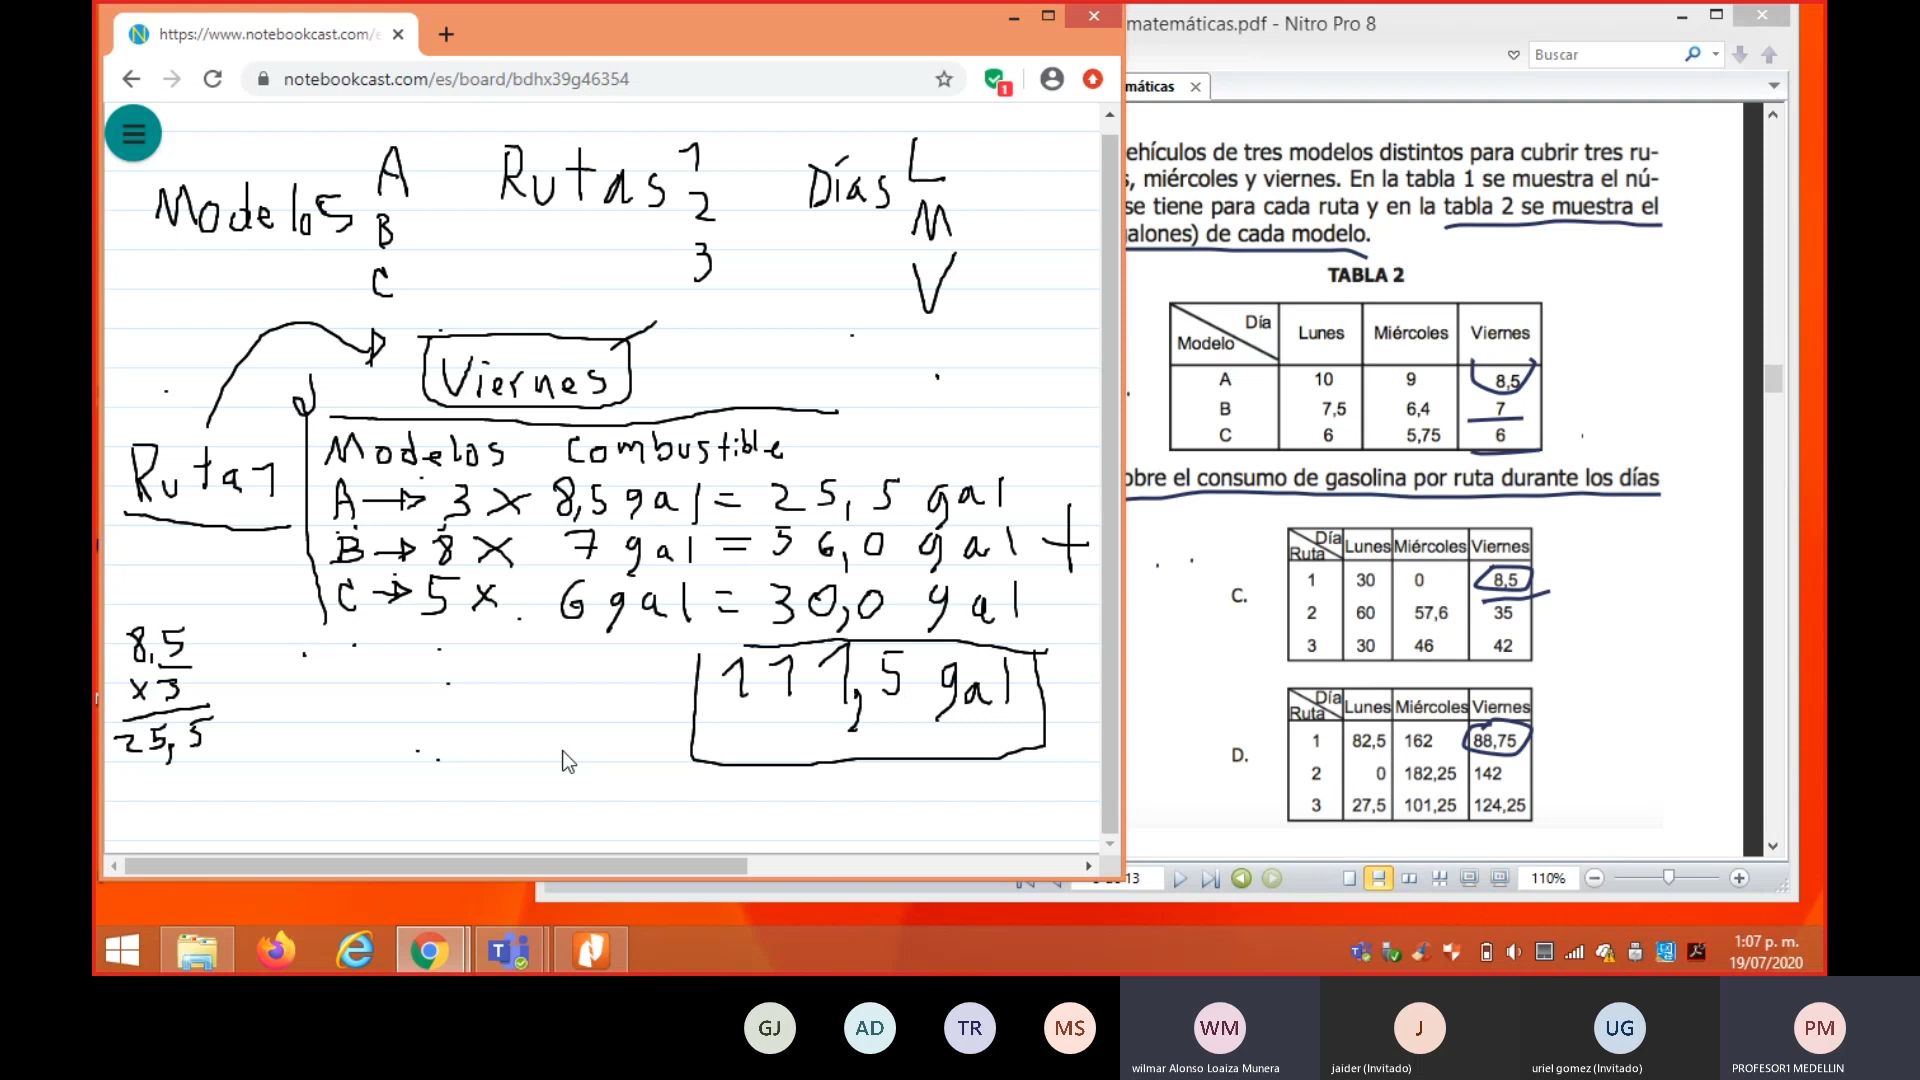 https://www.notebookcast.com/e
notebookcast.com/es/board/bdhx39g46354
1
Modelos A B C
Rutas 1 2 3
Días L M V
Viernes
Ruta 1
Modelos Combustible
A → 3 x 8,5 gal = 25,5 gal
B → 8 x 7 gal = 56,0 gal +
C → 5 x 6 gal = 30,0 gal
111,5 gal
8,5
x 3
25,5
matemáticas.pdf - Nitro Pro 8
Buscar
máticas
ehículos de tres modelos distintos para cubrir tres ru-
s, miércoles y viernes. En la tabla 1 se muestra el nú-
se tiene para cada ruta y en la tabla 2 se muestra el
galones) de cada modelo.
TABLA 2
Día
Modelo Lunes Miércoles Viernes
A 10 9 8,5
B 7,5 6,4 7
C 6 5,75 6
obre el consumo de gasolina por ruta durante los días
C.
Día
Ruta Lunes Miércoles Viernes
1 30 0 8,5
2 60 57,6 35
3 30 46 42
D.
Día
Ruta Lunes Miércoles Viernes
1 82,5 162 88,75
2 0 182,25 142
3 27,5 101,25 124,25
110%
1:07 p. m.
19/07/2020
GJ AD TR MS WM J UG PM
wilmar Alonso Loaiza Munera
jaider (Invitado)
uriel gomez (Invitado)
PROFESOR1 MEDELLIN